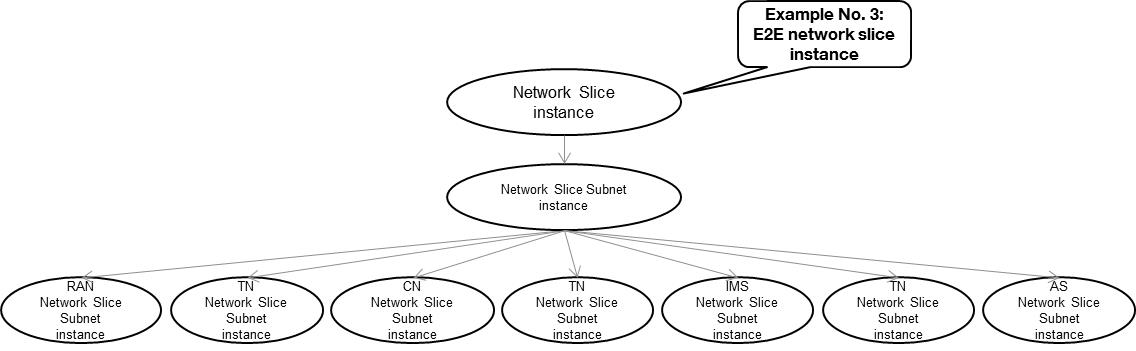 Example No. 3:
E2E network slice
instance
Network Slice
instance
Network Slice Subnet
instance
RAN
Network Slice
Subnet
instance
TN
Network Slice
Subnet
instance
CN
Network Slice
Subnet
instance
TN
Network Slice
Subnet
instance
IMS
Network Slice
Subnet
instance
TN
Network Slice
Subnet
instance
AS
Network Slice
Subnet
instance